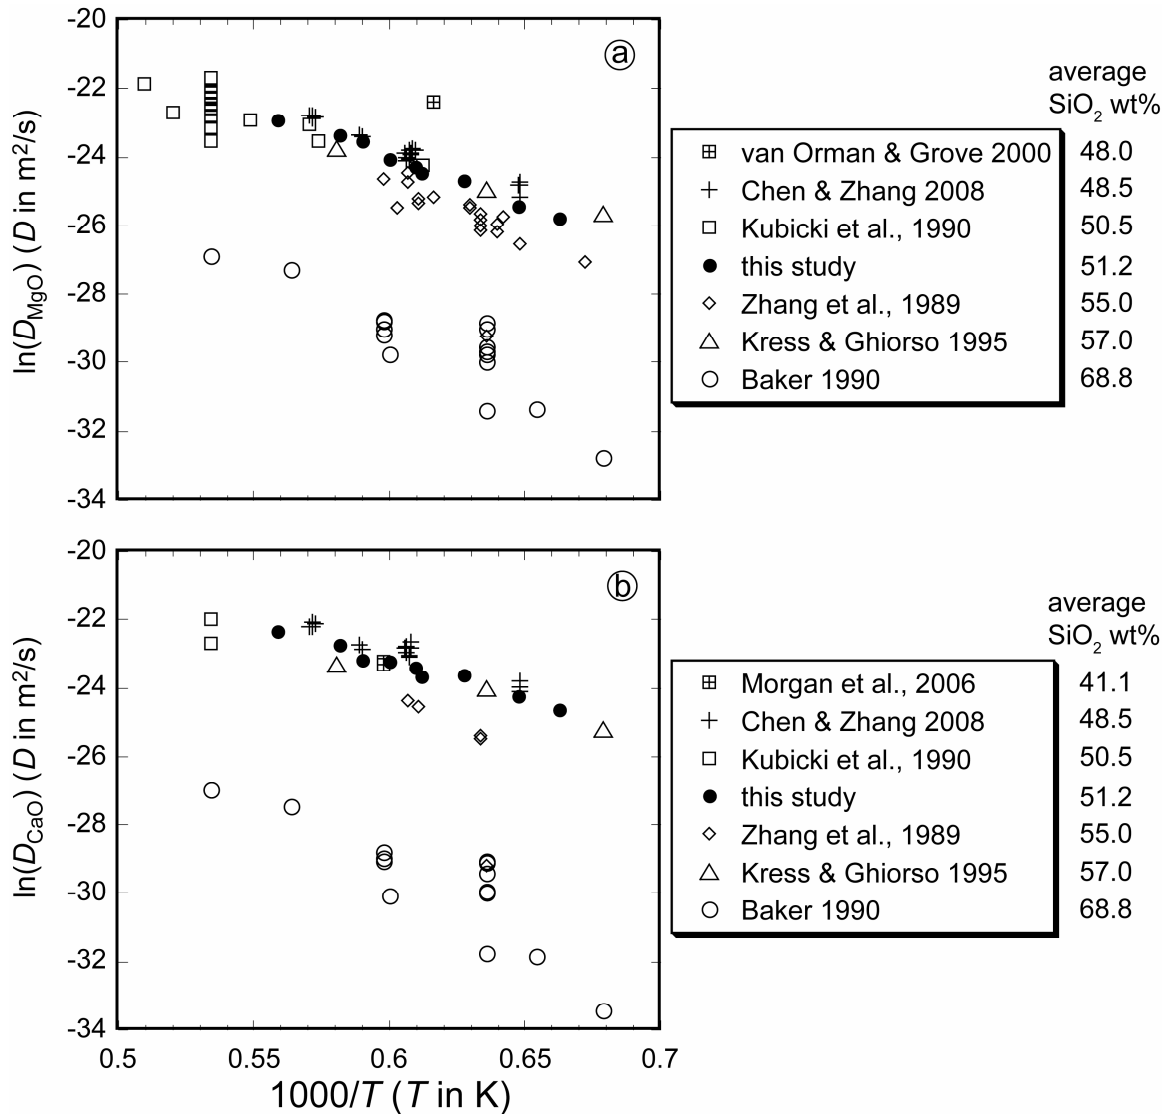 -20
-22
-24
-26
-28
-30
-32
-34
ln(D_MgO) (D in m²/s)
a
average
SiO₂ wt%
van Orman & Grove 2000 48.0
Chen & Zhang 2008 48.5
Kubicki et al., 1990 50.5
this study 51.2
Zhang et al., 1989 55.0
Kress & Ghiorso 1995 57.0
Baker 1990 68.8
-20
-22
-24
-26
-28
-30
-32
-34
ln(D_CaO) (D in m²/s)
b
average
SiO₂ wt%
Morgan et al., 2006 41.1
Chen & Zhang 2008 48.5
Kubicki et al., 1990 50.5
this study 51.2
Zhang et al., 1989 55.0
Kress & Ghiorso 1995 57.0
Baker 1990 68.8
0.5 0.55 0.6 0.65 0.7
1000/T (T in K)